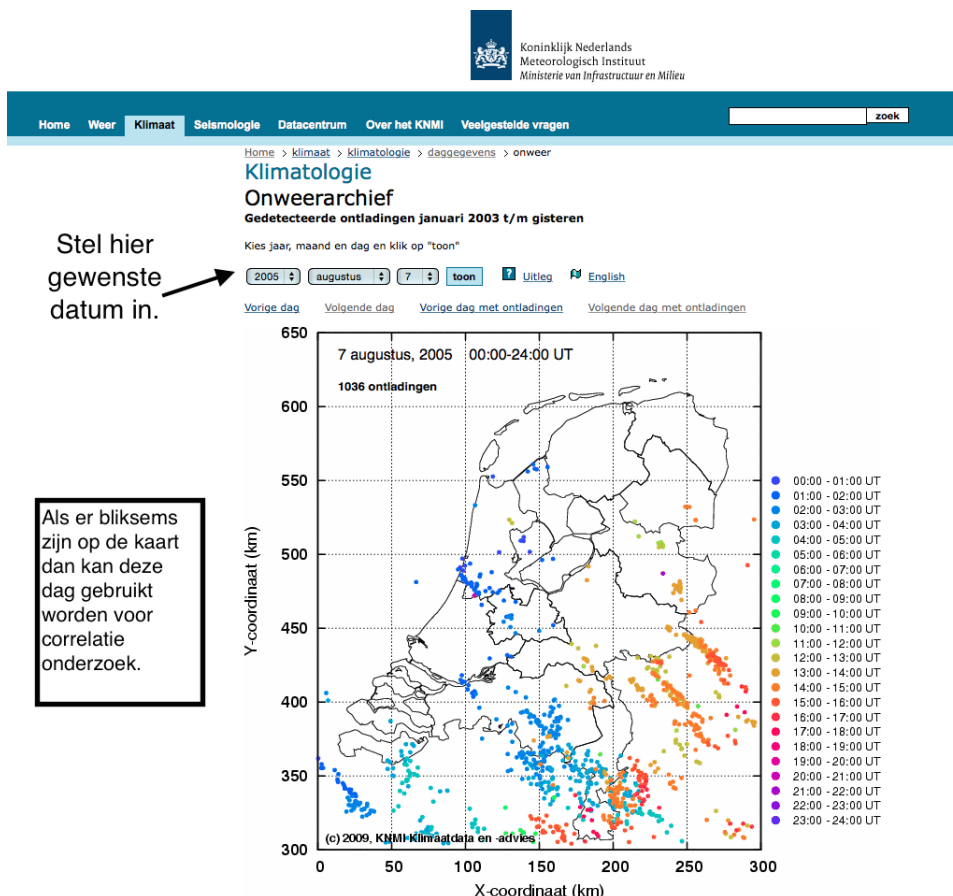 Koninklijk Nederlands
Meteorologisch Instituut
Ministerie van Infrastructuur en Milieu
Home Weer Klimaat Seismologie Datacentrum Over het KNMI Veelgestelde vragen zoek
Home > klimaat > klimatologie > daggegevens > onweer
Klimatologie
Onweerarchief
Gedetecteerde ontladingen januari 2003 t/m gisteren
Kies jaar, maand en dag en klik op "toon"
Stel hier
gewenste
datum in.
2005 augustus 7 toon ? Uitleg English
Vorige dag Volgende dag Vorige dag met ontladingen Volgende dag met ontladingen
7 augustus, 2005 00:00-24:00 UT
1036 ontladingen
650
600
550
500
450
400
350
300
Y-coordinaat (km)
0 50 100 150 200 250 300
X-coordinaat (km)
(c) 2009, KNMI Klimaatdata en -advies
00:00 - 01:00 UT
01:00 - 02:00 UT
02:00 - 03:00 UT
03:00 - 04:00 UT
04:00 - 05:00 UT
05:00 - 06:00 UT
06:00 - 07:00 UT
07:00 - 08:00 UT
08:00 - 09:00 UT
09:00 - 10:00 UT
10:00 - 11:00 UT
11:00 - 12:00 UT
12:00 - 13:00 UT
13:00 - 14:00 UT
14:00 - 15:00 UT
15:00 - 16:00 UT
16:00 - 17:00 UT
17:00 - 18:00 UT
18:00 - 19:00 UT
19:00 - 20:00 UT
20:00 - 21:00 UT
21:00 - 22:00 UT
22:00 - 23:00 UT
23:00 - 24:00 UT
Als er bliksems
zijn op de kaart
dan kan deze
dag gebruikt
worden voor
correlatie
onderzoek.